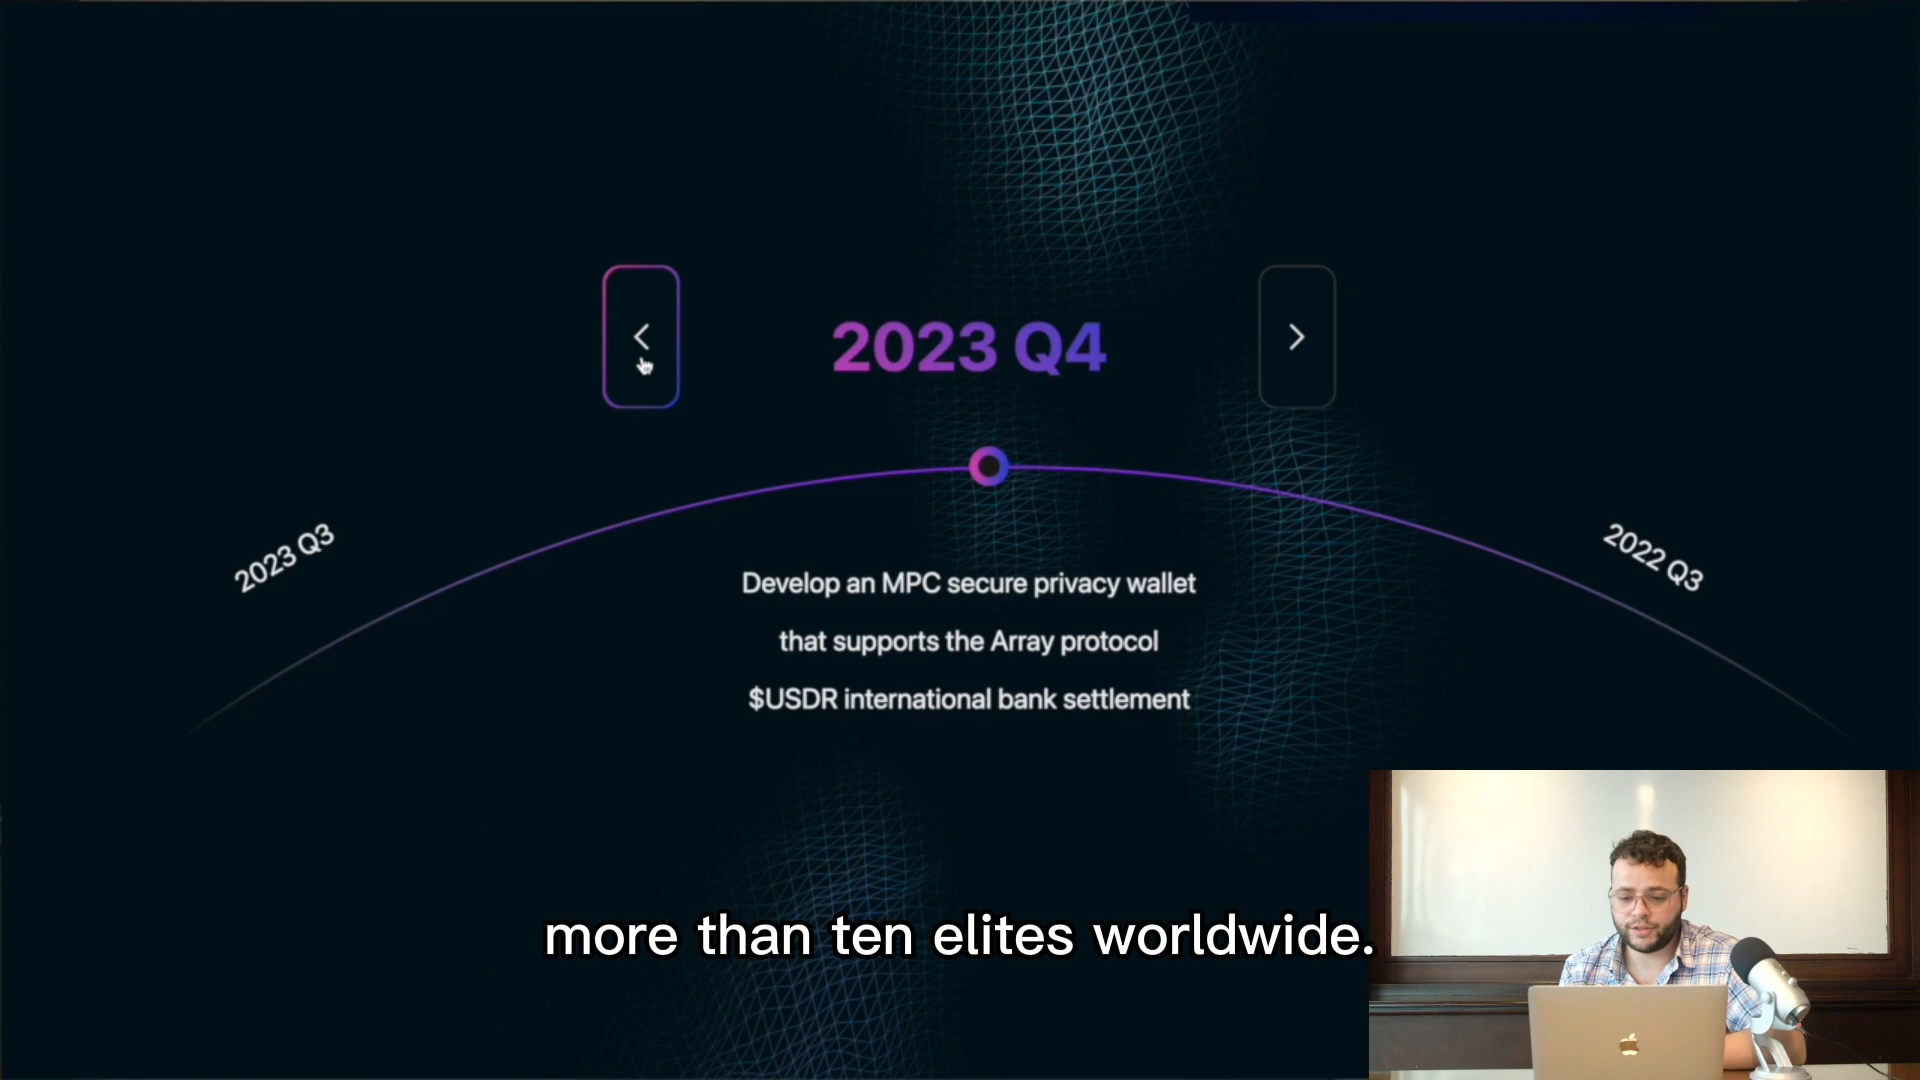 2023 Q4
2023 Q3
2022 Q3
Develop an MPC secure privacy wallet
that supports the Array protocol
$USDR international bank settlement
more than ten elites worldwide.